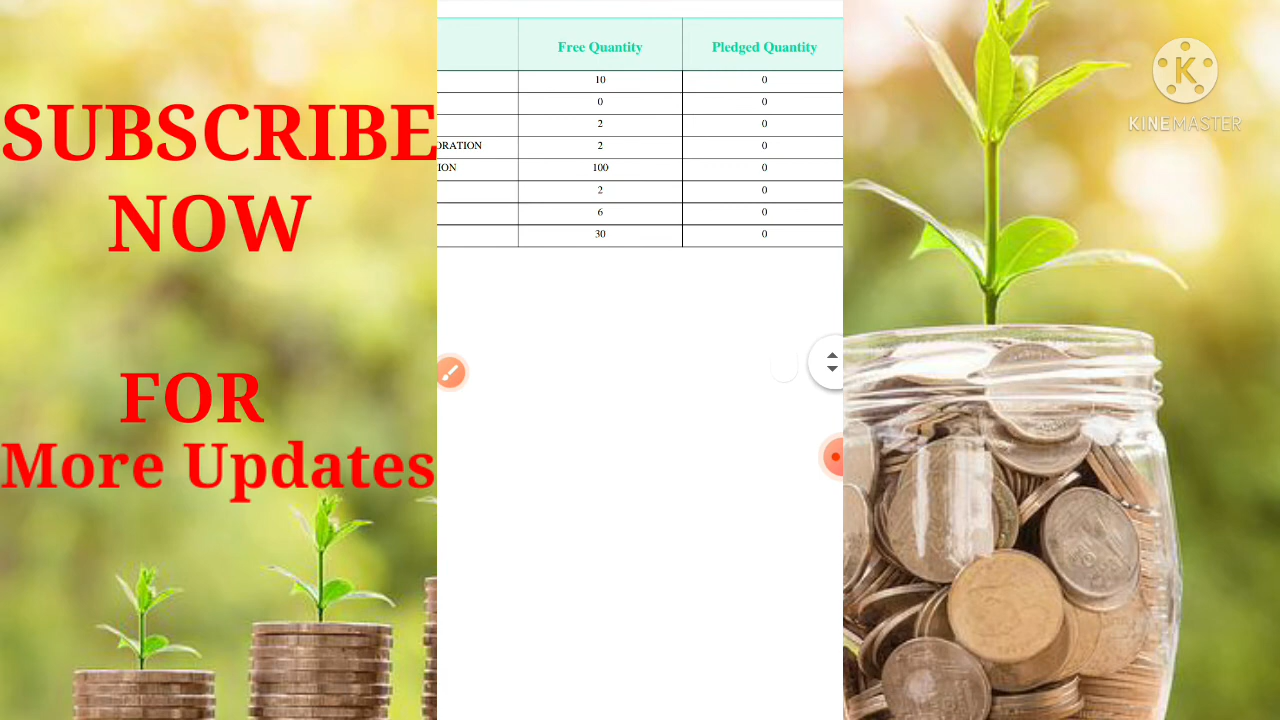 SUBSCRIBE
NOW
FOR
More Updates
Free Quantity Pledged Quantity
10 0
0 0
2 0
ORATION 2 0
ION 100 0
2 0
6 0
30 0
K
KINEMASTER